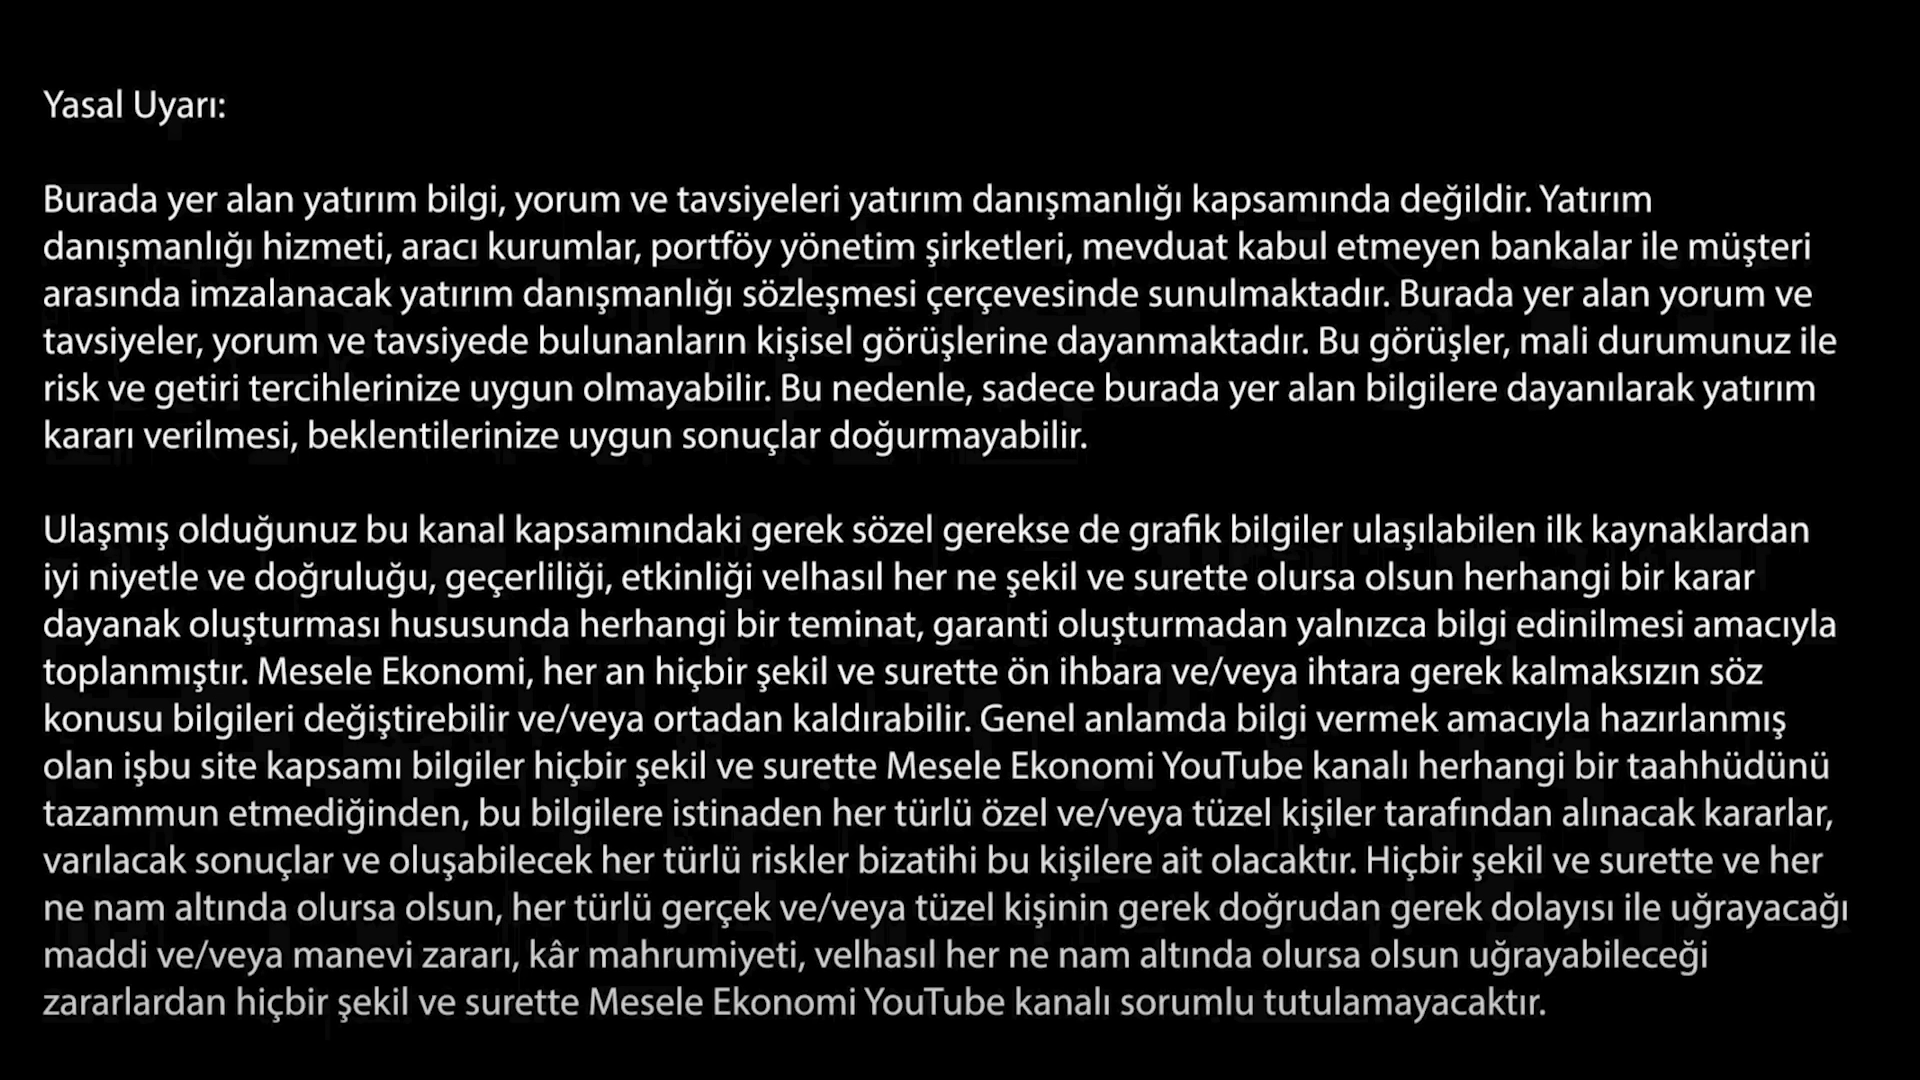 Yasal Uyarı:
Burada yer alan yatırım bilgi, yorum ve tavsiyeleri yatırım danışmanlığı kapsamında değildir. Yatırım
danışmanlığı hizmeti, aracı kurumlar, portföy yönetim şirketleri, mevduat kabul etmeyen bankalar ile müşteri
arasında imzalanacak yatırım danışmanlığı sözleşmesi çerçevesinde sunulmaktadır. Burada yer alan yorum ve
tavsiyeler, yorum ve tavsiyede bulunanların kişisel görüşlerine dayanmaktadır. Bu görüşler, mali durumunuz ile
risk ve getiri tercihlerinize uygun olmayabilir. Bu nedenle, sadece burada yer alan bilgilere dayanılarak yatırım
kararı verilmesi, beklentilerinize uygun sonuçlar doğurmayabilir.
Ulaşmış olduğunuz bu kanal kapsamındaki gerek sözel gerekse de grafik bilgiler ulaşılabilen ilk kaynaklardan
iyi niyetle ve doğruluğu, geçerliliği, etkinliği velhasıl her ne şekil ve surette olursa olsun herhangi bir karar
dayanak oluşturması hususunda herhangi bir teminat, garanti oluşturmadan yalnızca bilgi edinilmesi amacıyla
toplanmıştır. Mesele Ekonomi, her an hiçbir şekil ve surette ön ihbara ve/veya ihtara gerek kalmaksızın söz
konusu bilgileri değiştirebilir ve/veya ortadan kaldırabilir. Genel anlamda bilgi vermek amacıyla hazırlanmış
olan işbu site kapsamı bilgiler hiçbir şekil ve surette Mesele Ekonomi YouTube kanalı herhangi bir taahhüdünü
tazammun etmediğinden, bu bilgilere istinaden her türlü özel ve/veya tüzel kişiler tarafından alınacak kararlar,
varılacak sonuçlar ve oluşabilecek her türlü riskler bizatihi bu kişilere ait olacaktır. Hiçbir şekil ve surette ve her
ne nam altında olursa olsun, her türlü gerçek ve/veya tüzel kişinin gerek doğrudan gerek dolayısı ile uğrayacağı
maddi ve/veya manevi zararı, kâr mahrumiyeti, velhasıl her ne nam altında olursa olsun uğrayabileceği
zararlardan hiçbir şekil ve surette Mesele Ekonomi YouTube kanalı sorumlu tutulamayacaktır.